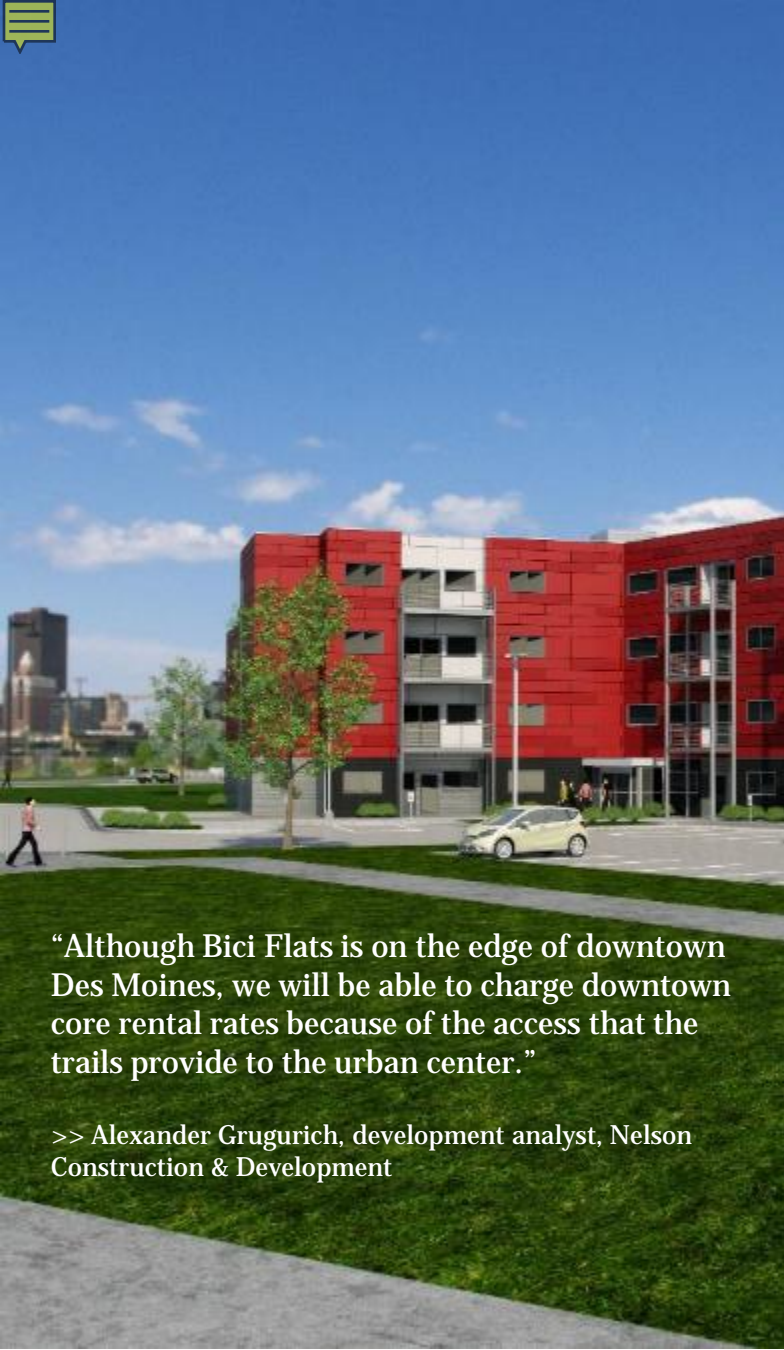 “Although Bici Flats is on the edge of downtown
Des Moines, we will be able to charge downtown
core rental rates because of the access that the
trails provide to the urban center.”
>> Alexander Grugurich, development analyst, Nelson
Construction & Development